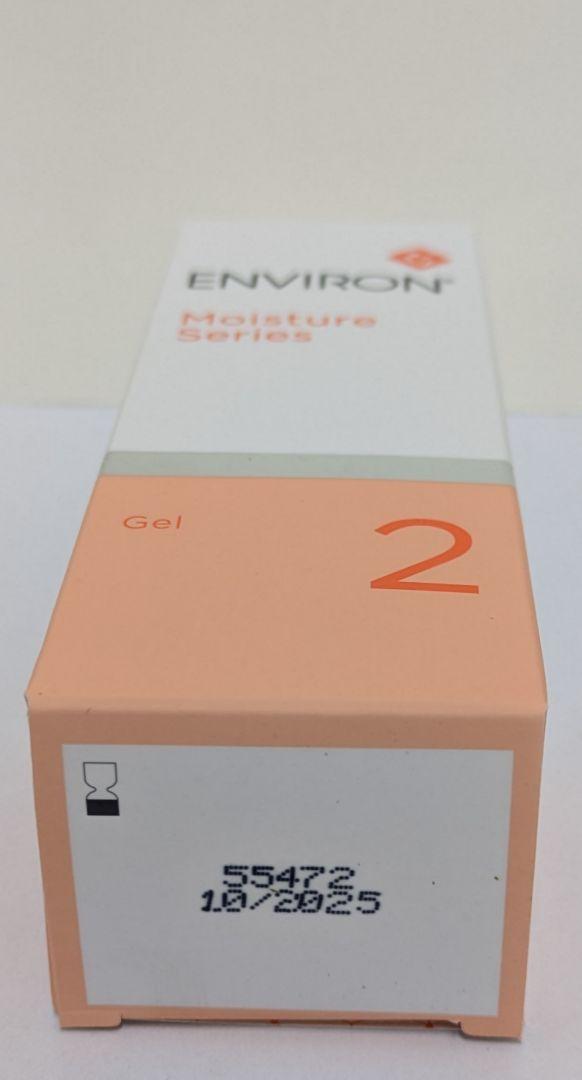 ENVIRON®
Moisture
Series
Gel
2
55472
10/2025